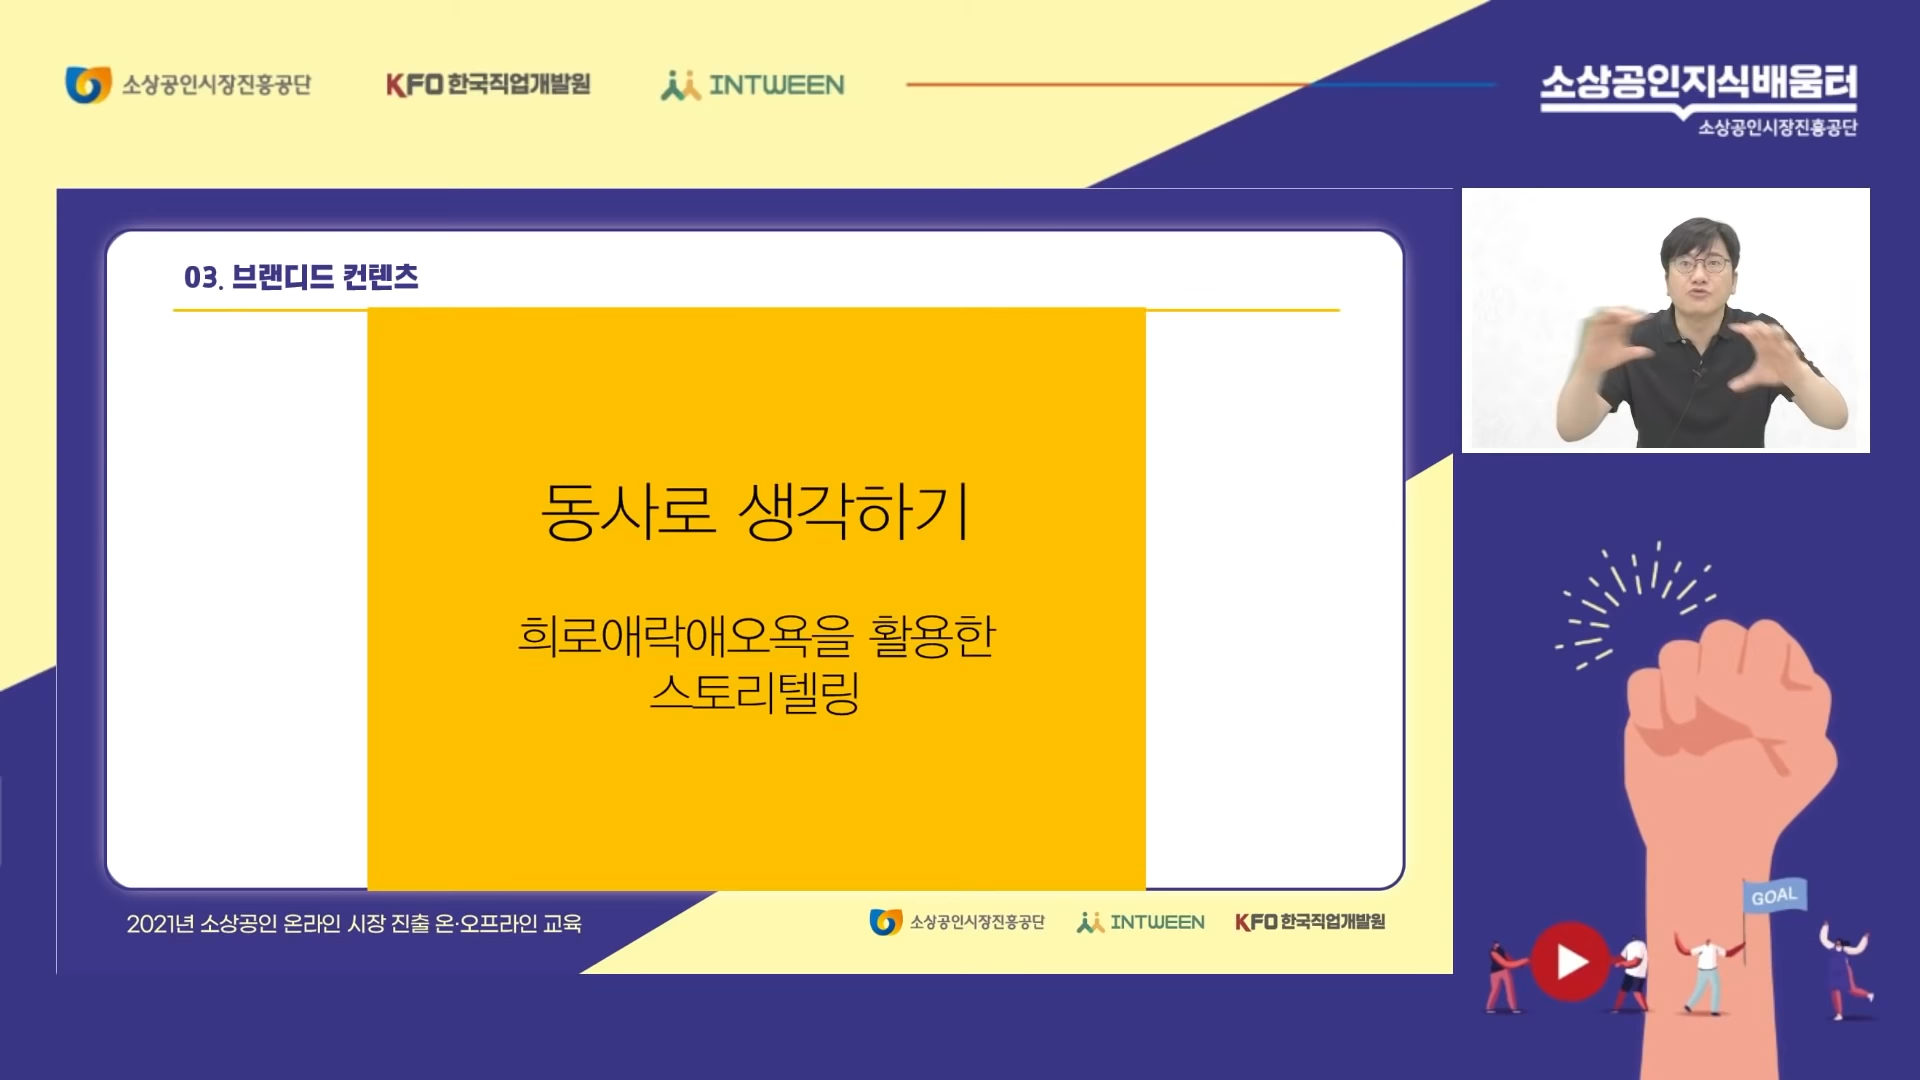 소상공인시장진흥공단
KFO 한국직업개발원
INTWEEN
소상공인지식배움터
소상공인시장진흥공단
03. 브랜디드 컨텐츠
동사로 생각하기
희로애락애오욕을 활용한
스토리텔링
2021년 소상공인 온라인 시장 진출 온·오프라인 교육
소상공인시장진흥공단
INTWEEN
KFO 한국직업개발원
GOAL